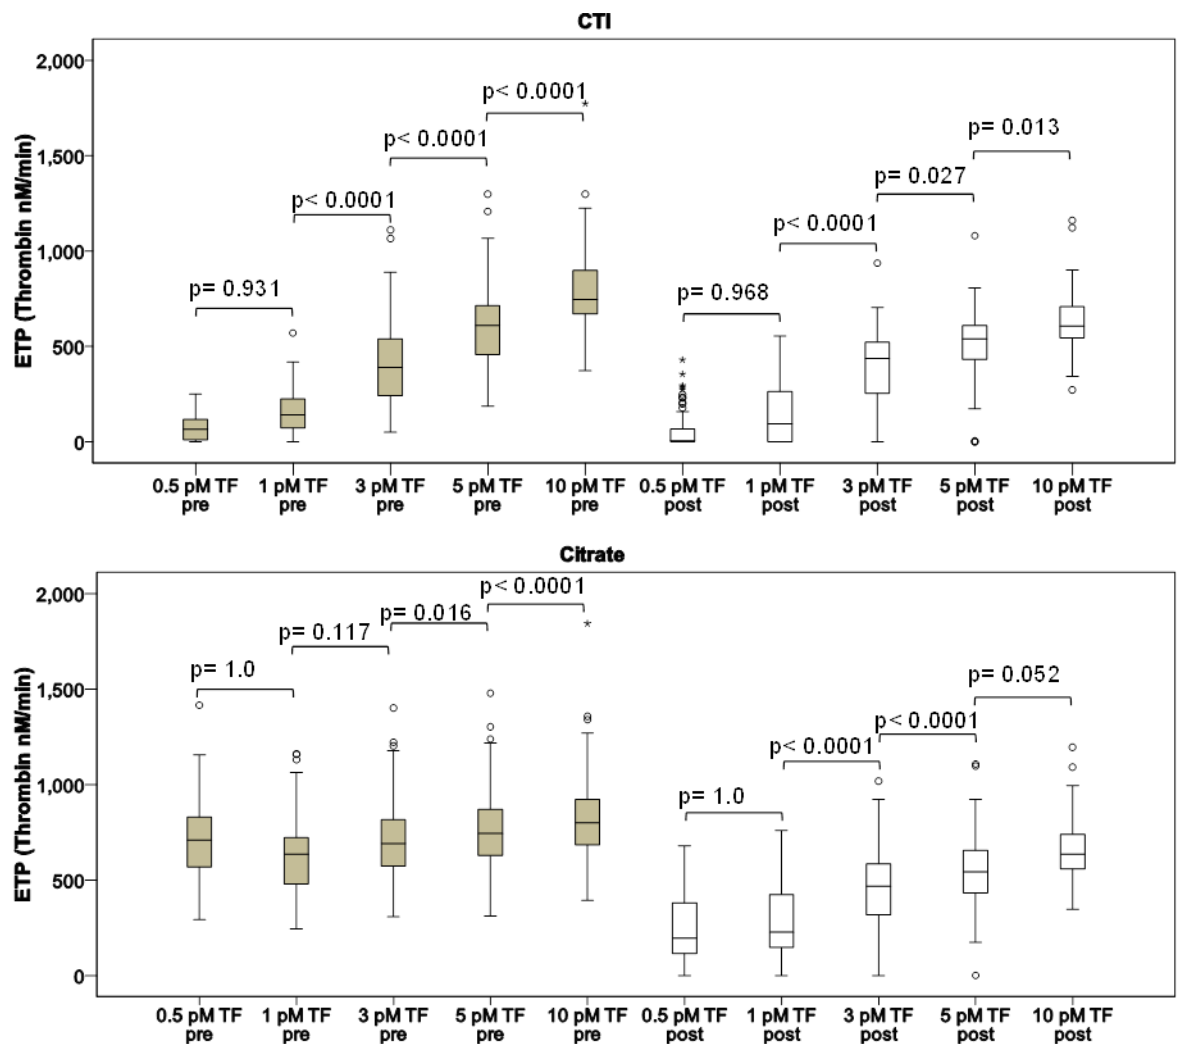 CTI
ETP (Thrombin nM/min)
2,000
1,500
1,000
500
0
p= 0.931
p< 0.0001
p< 0.0001
p< 0.0001
p= 0.968
p< 0.0001
p= 0.027
p= 0.013
0.5 pM TF pre
1 pM TF pre
3 pM TF pre
5 pM TF pre
10 pM TF pre
0.5 pM TF post
1 pM TF post
3 pM TF post
5 pM TF post
10 pM TF post
Citrate
ETP (Thrombin nM/min)
2,000
1,500
1,000
500
0
p= 1.0
p= 0.117
p= 0.016
p< 0.0001
p= 1.0
p< 0.0001
p< 0.0001
p= 0.052
0.5 pM TF pre
1 pM TF pre
3 pM TF pre
5 pM TF pre
10 pM TF pre
0.5 pM TF post
1 pM TF post
3 pM TF post
5 pM TF post
10 pM TF post